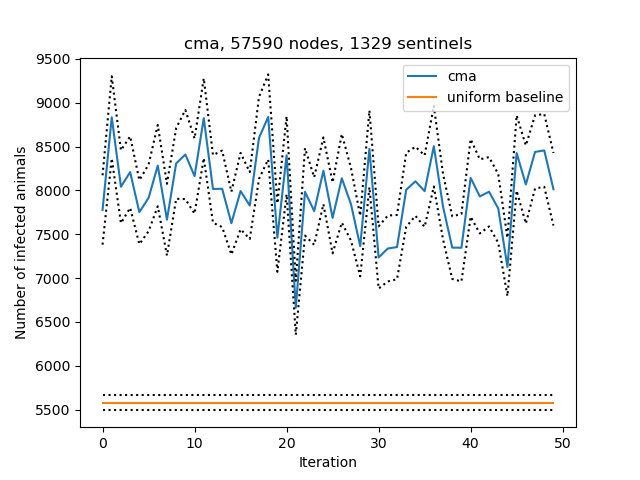 cma, 57590 nodes, 1329 sentinels
cma
uniform baseline
Number of infected animals
9500
9000
8500
8000
7500
7000
6500
6000
5500
0 10 20 30 40 50
Iteration